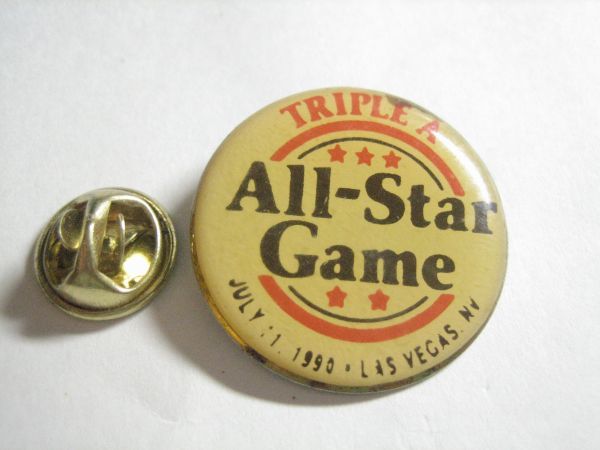 TRIPLE A
All-Star
Game
JULY 11, 1990 • LAS VEGAS, NV